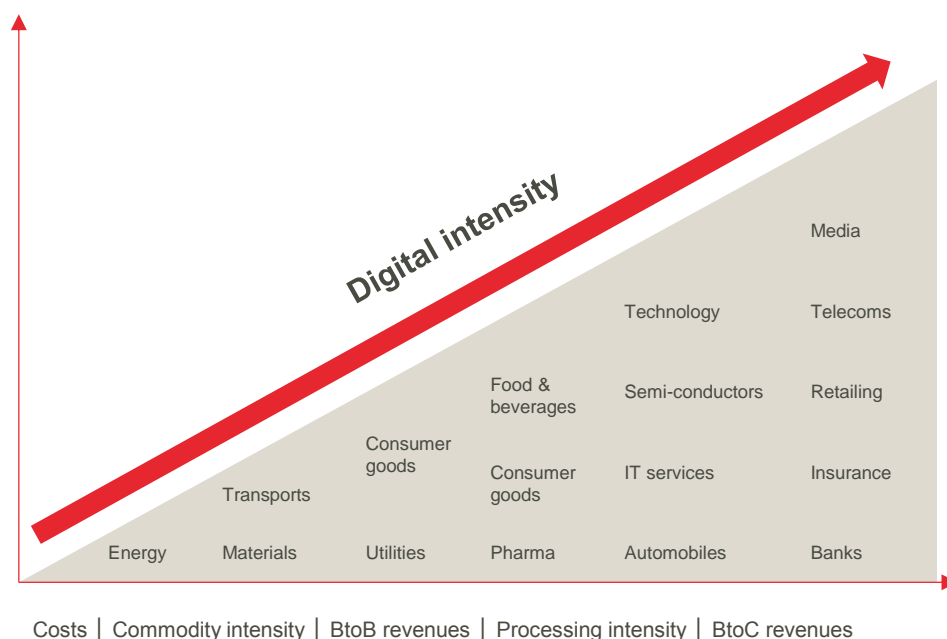 Digital intensity
Media
Technology
Telecoms
Food &
beverages
Semi-conductors
Retailing
Consumer
goods
Consumer
goods
IT services
Insurance
Transports
Energy
Materials
Utilities
Pharma
Automobiles
Banks
Costs | Commodity intensity | BtoB revenues | Processing intensity | BtoC revenues